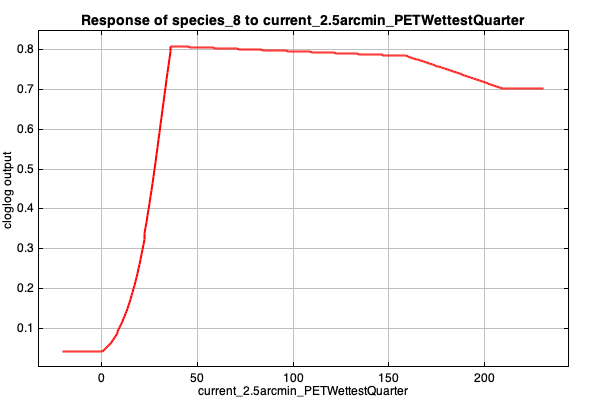 Response of species_8 to current_2.5arcmin_PETWettestQuarter
cloglog output
0.8
0.7
0.6
0.5
0.4
0.3
0.2
0.1
0 50 100 150 200
current_2.5arcmin_PETWettestQuarter